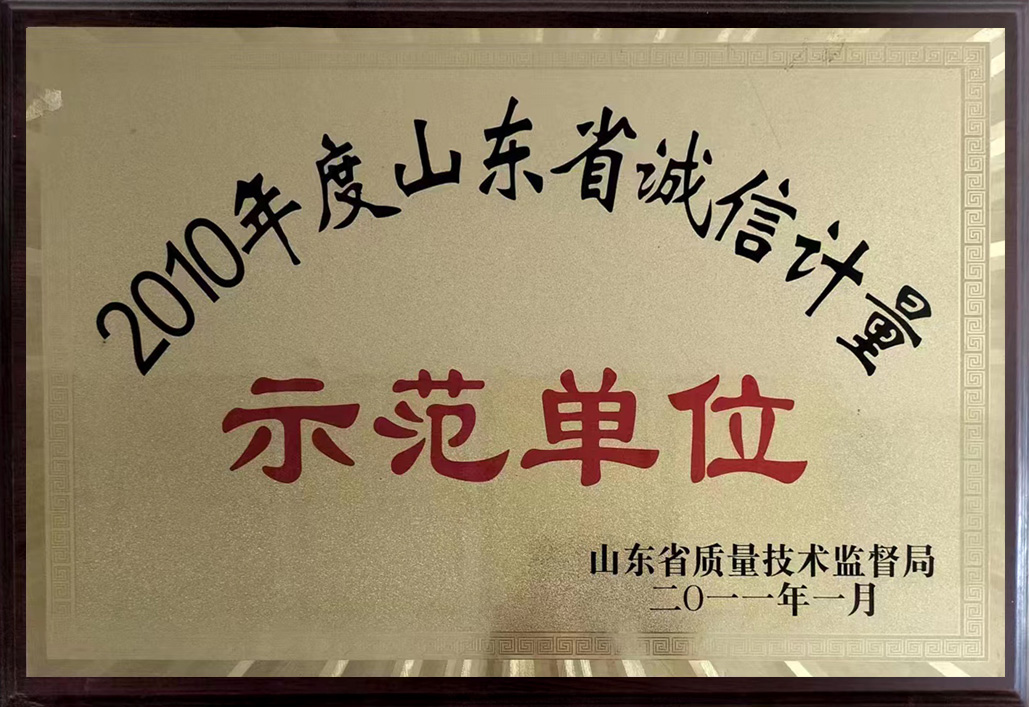 2010年度山东省诚信计量
示范单位
山东省质量技术监督局
二〇一一年一月